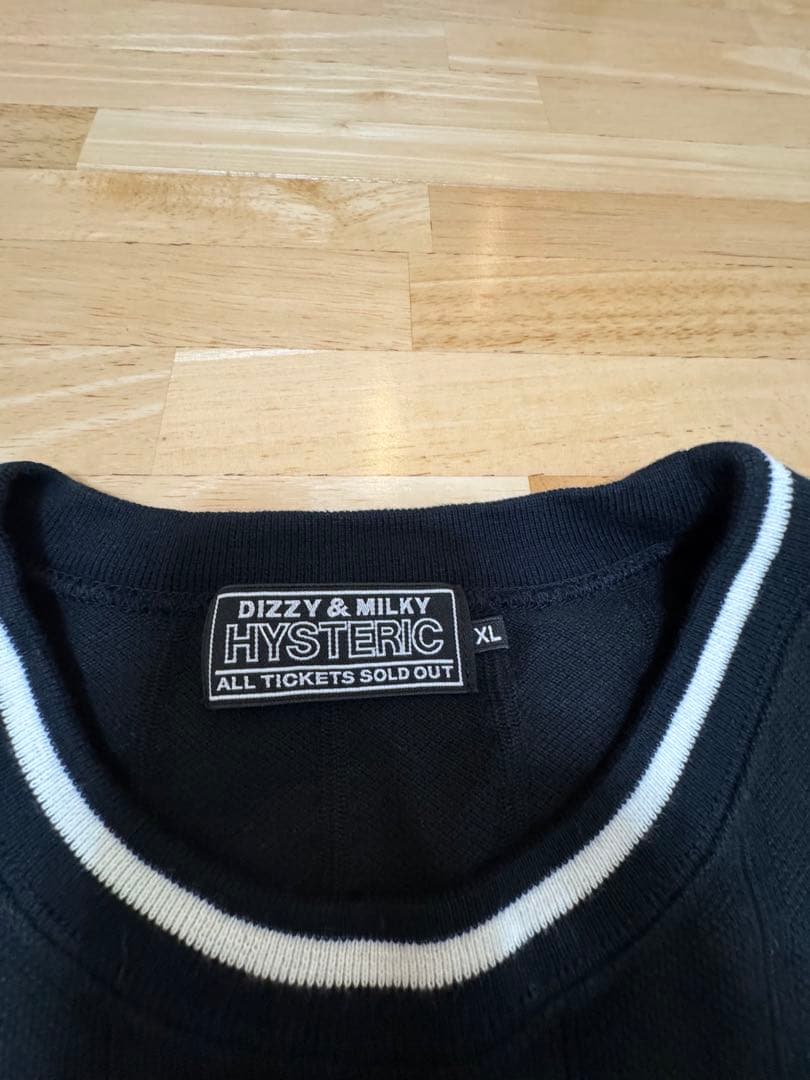 DIZZY & MILKY
HYSTERIC
ALL TICKETS SOLD OUT
XL